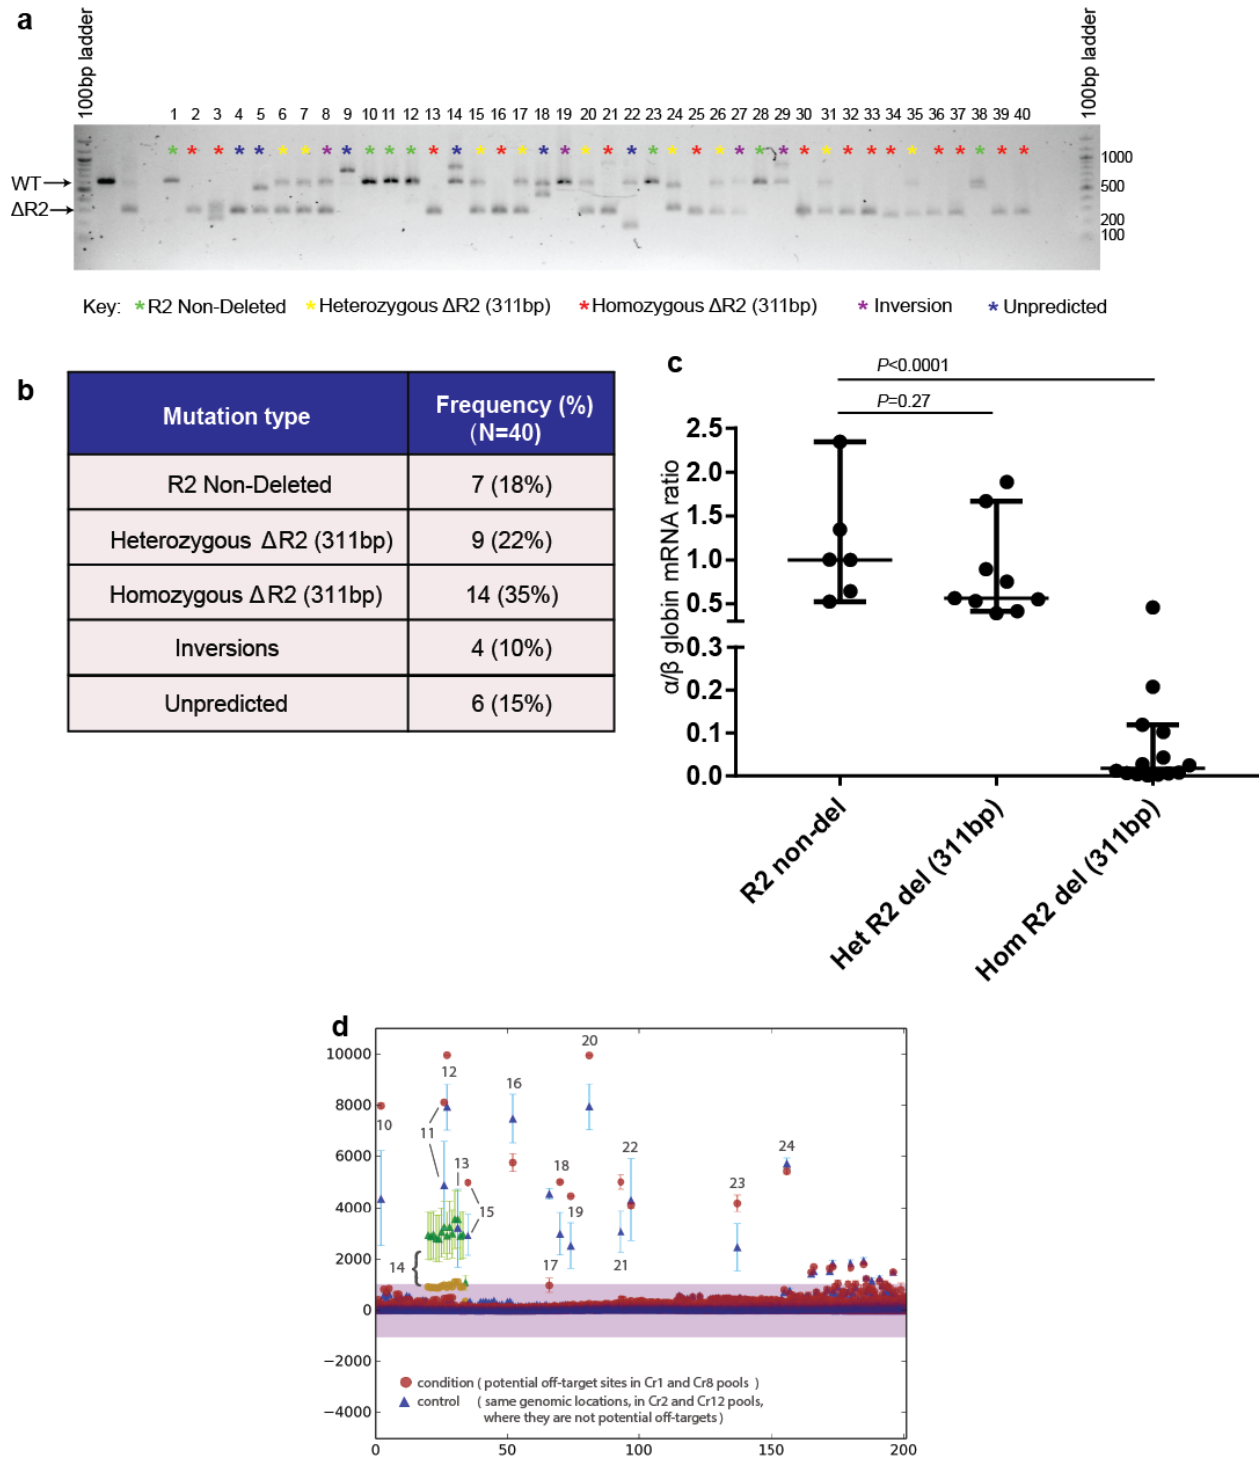 a
100bp ladder
100bp ladder
1 2 3 4 5 6 7 8 9 10 11 12 13 14 15 16 17 18 19 20 21 22 23 24 25 26 27 28 29 30 31 32 33 34 35 36 37 38 39 40
WT
ΔR2
1000
500
200
100
Key: * R2 Non-Deleted * Heterozygous ΔR2 (311bp) * Homozygous ΔR2 (311bp) * Inversion * Unpredicted
b
Mutation type Frequency (%)
(N=40)
R2 Non-Deleted 7 (18%)
Heterozygous ΔR2 (311bp) 9 (22%)
Homozygous ΔR2 (311bp) 14 (35%)
Inversions 4 (10%)
Unpredicted 6 (15%)
c
P<0.0001
P=0.27
α/β globin mRNA ratio
2.5
2.0
1.5
1.0
0.5
0.3
0.2
0.1
0.0
R2 non-del
Het R2 del (311bp)
Hom R2 del (311bp)
d
10000
8000
6000
4000
2000
0
−2000
−4000
10
11
12
13
14
15
16
17
18
19
20
21
22
23
24
condition ( potential off-target sites in Cr1 and Cr8 pools )
control ( same genomic locations, in Cr2 and Cr12 pools,
where they are not potential off-targets )
0 50 100 150 200